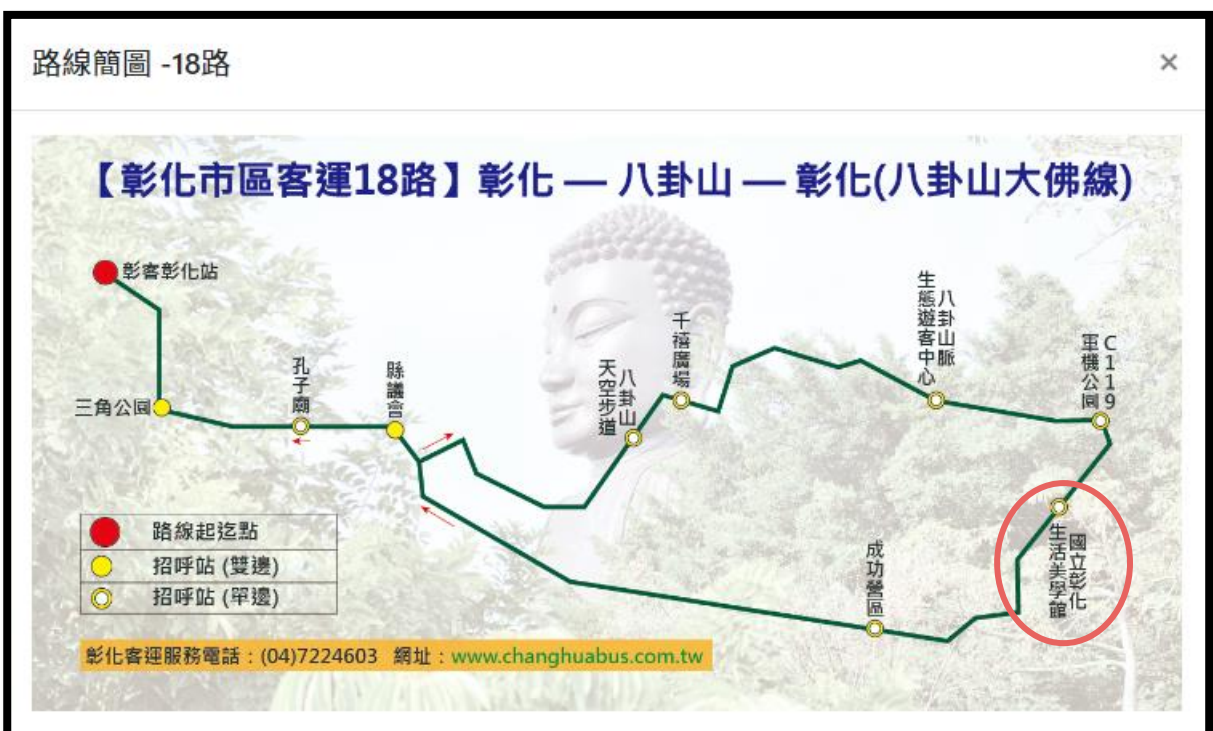 路線簡圖 -18路
×
【彰化市區客運18路】彰化 — 八卦山 — 彰化(八卦山大佛線)
彰客彰化站
三角公園
孔子廟
縣議會
八卦山
天空步道
千禧廣場
八卦山脈
生態遊客中心
C119
軍機公園
國立彰化
生活美學館
成功營區
路線起迄點
招呼站 (雙邊)
招呼站 (單邊)
彰化客運服務電話：(04)7224603 網址：www.changhuabus.com.tw